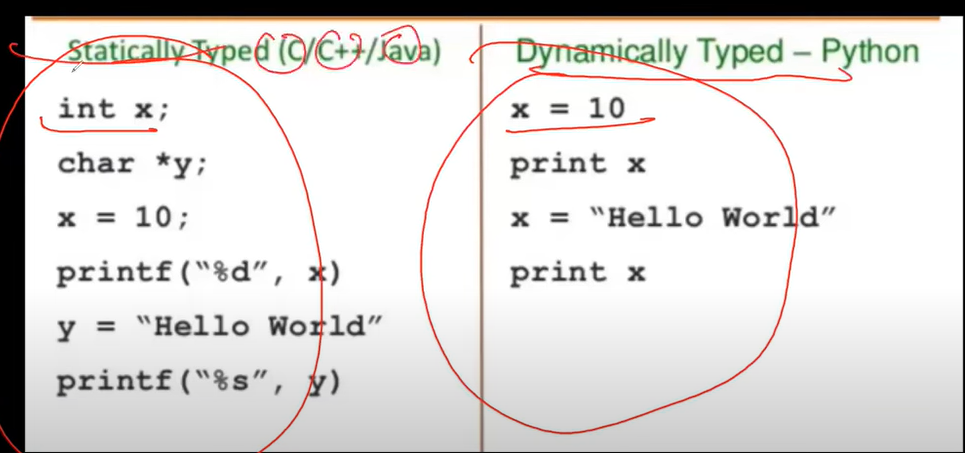 Statically Typed (C/C++/Java)
int x;
char *y;
x = 10;
printf(“%d”, x)
y = “Hello World”
printf(“%s”, y)
Dynamically Typed – Python
x = 10
print x
x = “Hello World”
print x